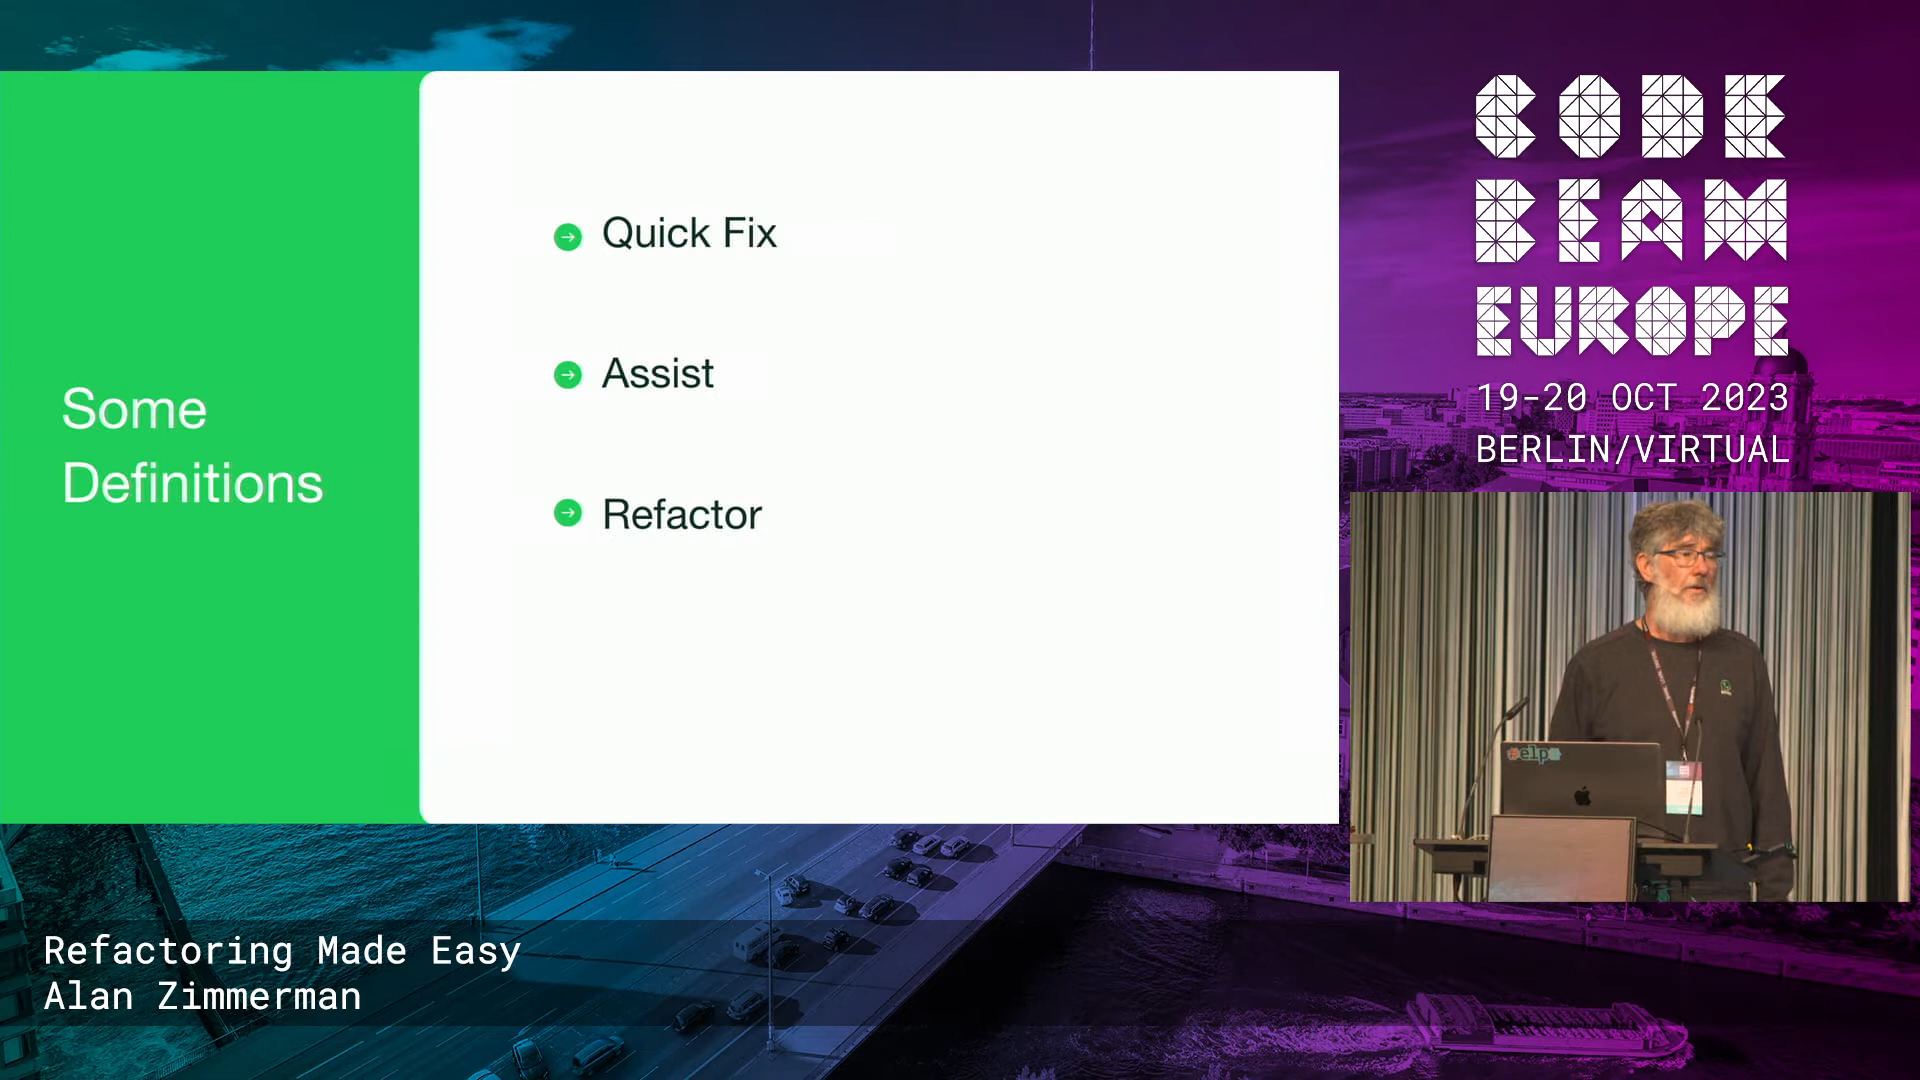 Some
Definitions
Quick Fix
Assist
Refactor
CODE
BEAM
EUROPE
19-20 OCT 2023
BERLIN/VIRTUAL
#elp
Refactoring Made Easy
Alan Zimmerman